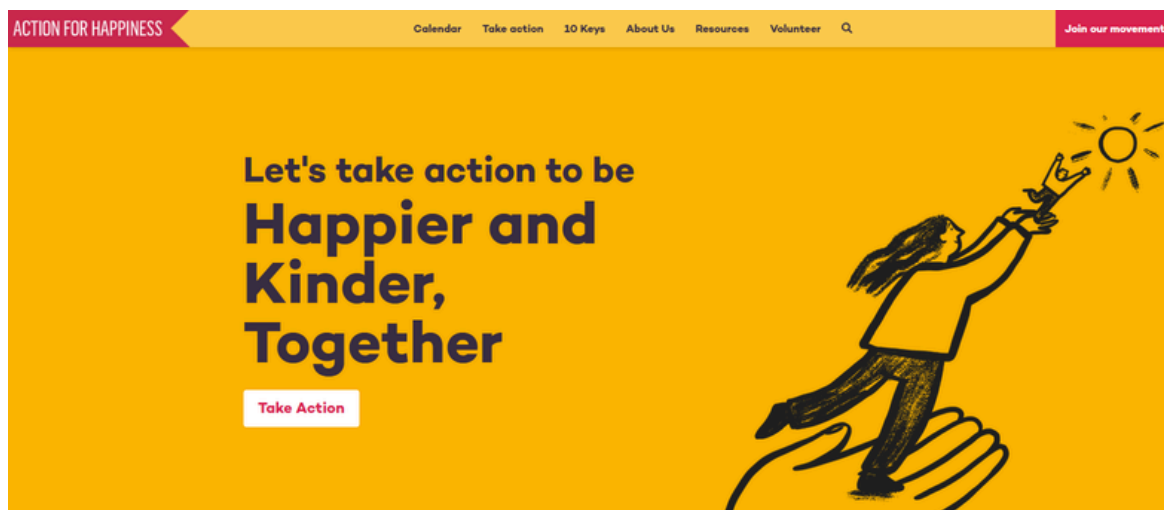 ACTION FOR HAPPINESS
Calendar Take action 10 Keys About Us Resources Volunteer
Join our movement
Let's take action to be
Happier and
Kinder,
Together
Take Action